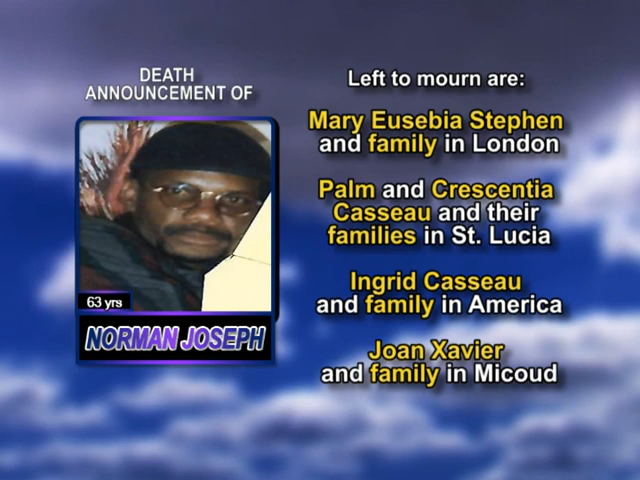 DEATH
ANNOUNCEMENT OF
63 yrs
NORMAN JOSEPH
Left to mourn are:
Mary Eusebia Stephen
and family in London
Palm and Crescentia
Casseau and their
families in St. Lucia
Ingrid Casseau
and family in America
Joan Xavier
and family in Micoud